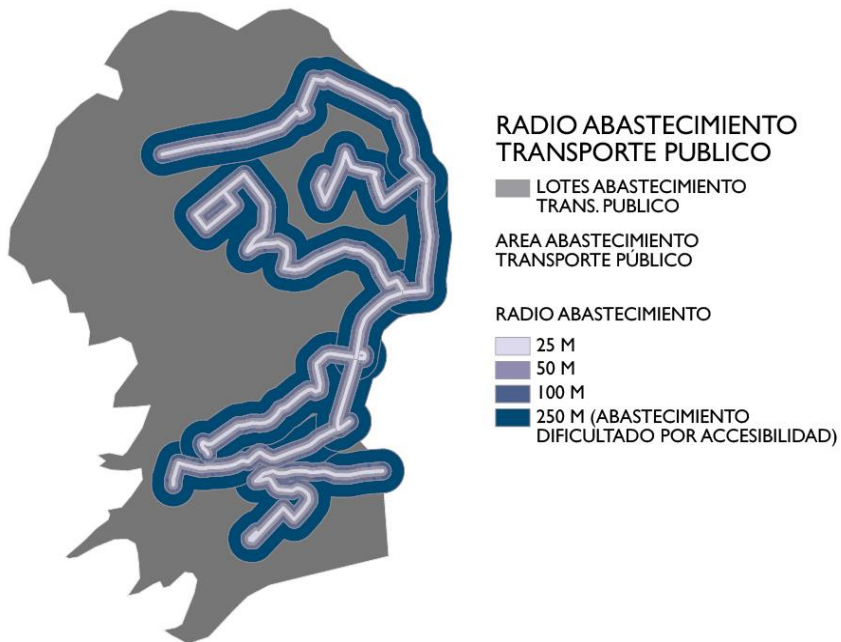 RADIO ABASTECIMIENTO
TRANSPORTE PUBLICO
LOTES ABASTECIMIENTO
TRANS. PUBLICO
AREA ABASTECIMIENTO
TRANSPORTE PÚBLICO
RADIO ABASTECIMIENTO
25 M
50 M
100 M
250 M (ABASTECIMIENTO
DIFICULTADO POR ACCESIBILIDAD)